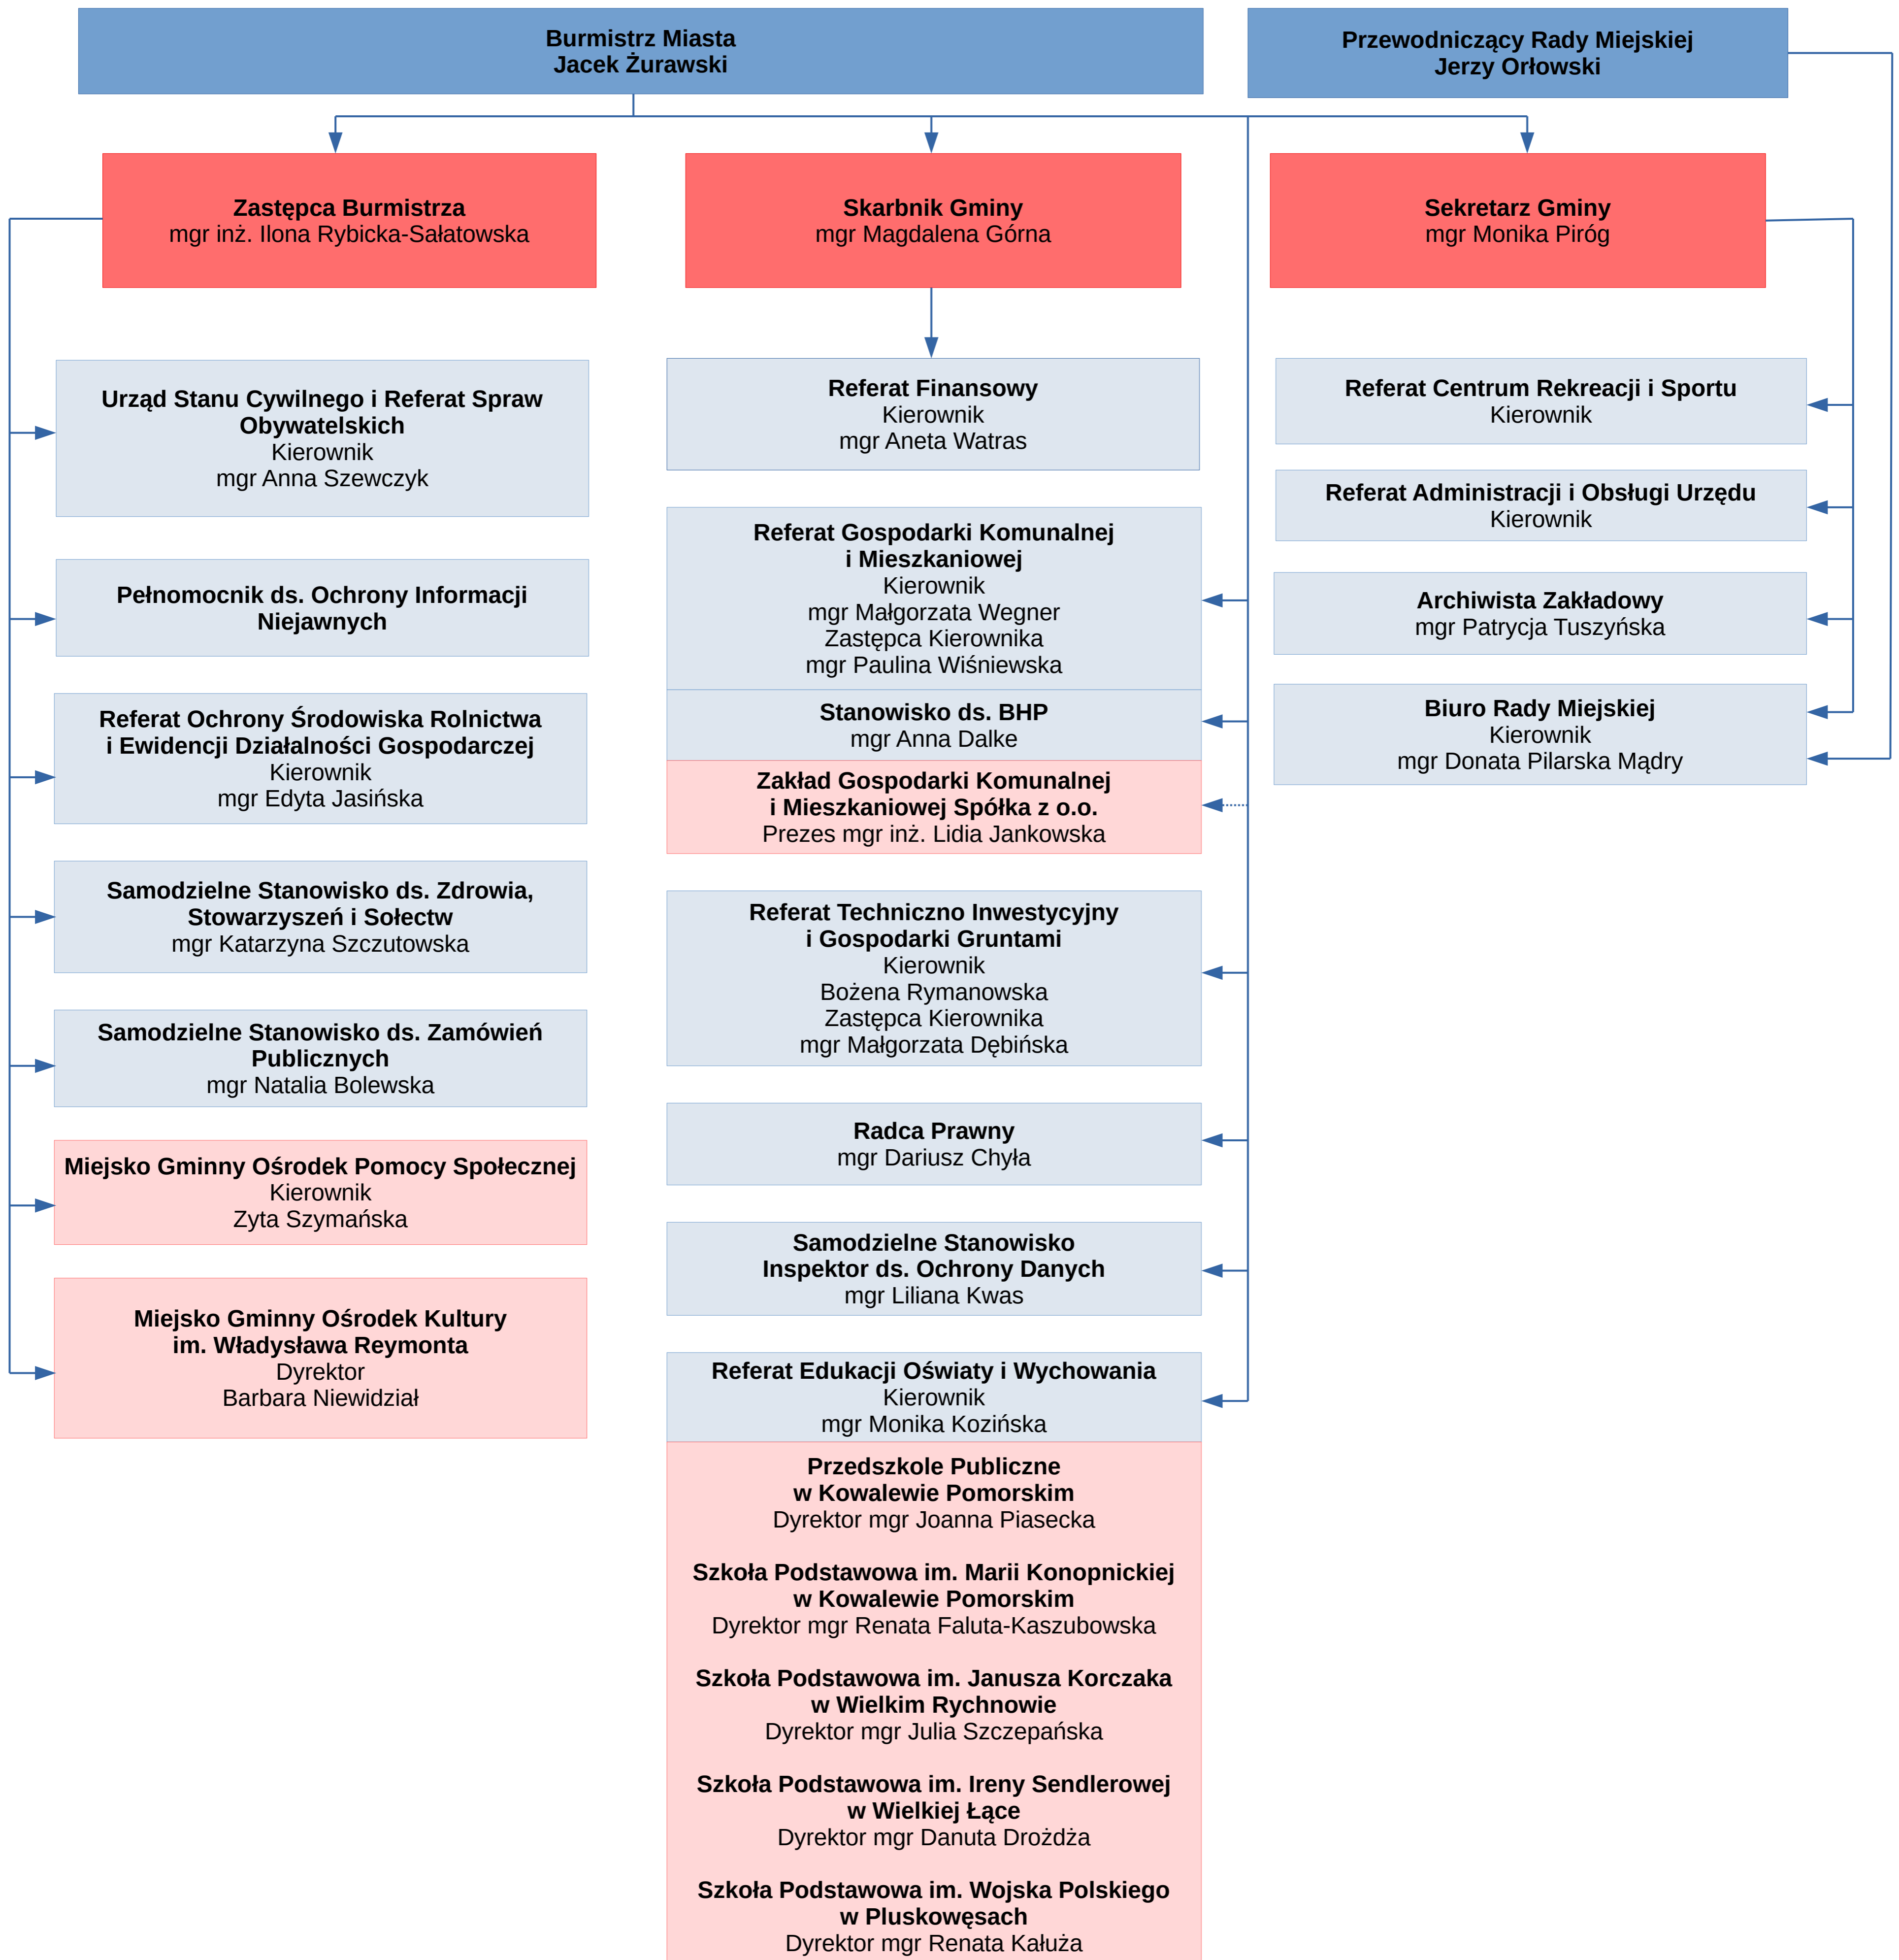 Burmistrz Miasta
Jacek Żurawski
Przewodniczący Rady Miejskiej
Jerzy Orłowski
Zastępca Burmistrza
mgr inż. Ilona Rybicka-Sałatowska
Skarbnik Gminy
mgr Magdalena Górna
Sekretarz Gminy
mgr Monika Piróg
Urząd Stanu Cywilnego i Referat Spraw
Obywatelskich
Kierownik
mgr Anna Szewczyk
Pełnomocnik ds. Ochrony Informacji
Niejawnych
Referat Ochrony Środowiska Rolnictwa
i Ewidencji Działalności Gospodarczej
Kierownik
mgr Edyta Jasińska
Samodzielne Stanowisko ds. Zdrowia,
Stowarzyszeń i Sołectw
mgr Katarzyna Szczutowska
Samodzielne Stanowisko ds. Zamówień
Publicznych
mgr Natalia Bolewska
Miejsko Gminny Ośrodek Pomocy Społecznej
Kierownik
Zyta Szymańska
Miejsko Gminny Ośrodek Kultury
im. Władysława Reymonta
Dyrektor
Barbara Niewidział
Referat Finansowy
Kierownik
mgr Aneta Watras
Referat Gospodarki Komunalnej
i Mieszkaniowej
Kierownik
mgr Małgorzata Wegner
Zastępca Kierownika
mgr Paulina Wiśniewska
Stanowisko ds. BHP
mgr Anna Dalke
Zakład Gospodarki Komunalnej
i Mieszkaniowej Spółka z o.o.
Prezes mgr inż. Lidia Jankowska
Referat Techniczno Inwestycyjny
i Gospodarki Gruntami
Kierownik
Bożena Rymanowska
Zastępca Kierownika
mgr Małgorzata Dębińska
Radca Prawny
mgr Dariusz Chyła
Samodzielne Stanowisko
Inspektor ds. Ochrony Danych
mgr Liliana Kwas
Referat Edukacji Oświaty i Wychowania
Kierownik
mgr Monika Kozińska
Przedszkole Publiczne
w Kowalewie Pomorskim
Dyrektor mgr Joanna Piasecka
Szkoła Podstawowa im. Marii Konopnickiej
w Kowalewie Pomorskim
Dyrektor mgr Renata Faluta-Kaszubowska
Szkoła Podstawowa im. Janusza Korczaka
w Wielkim Rychnowie
Dyrektor mgr Julia Szczepańska
Szkoła Podstawowa im. Ireny Sendlerowej
w Wielkiej Łące
Dyrektor mgr Danuta Drożdża
Szkoła Podstawowa im. Wojska Polskiego
w Pluskowęsach
Dyrektor mgr Renata Kałuża
Referat Centrum Rekreacji i Sportu
Kierownik
Referat Administracji i Obsługi Urzędu
Kierownik
Archiwista Zakładowy
mgr Patrycja Tuszyńska
Biuro Rady Miejskiej
Kierownik
mgr Donata Pilarska Mądry